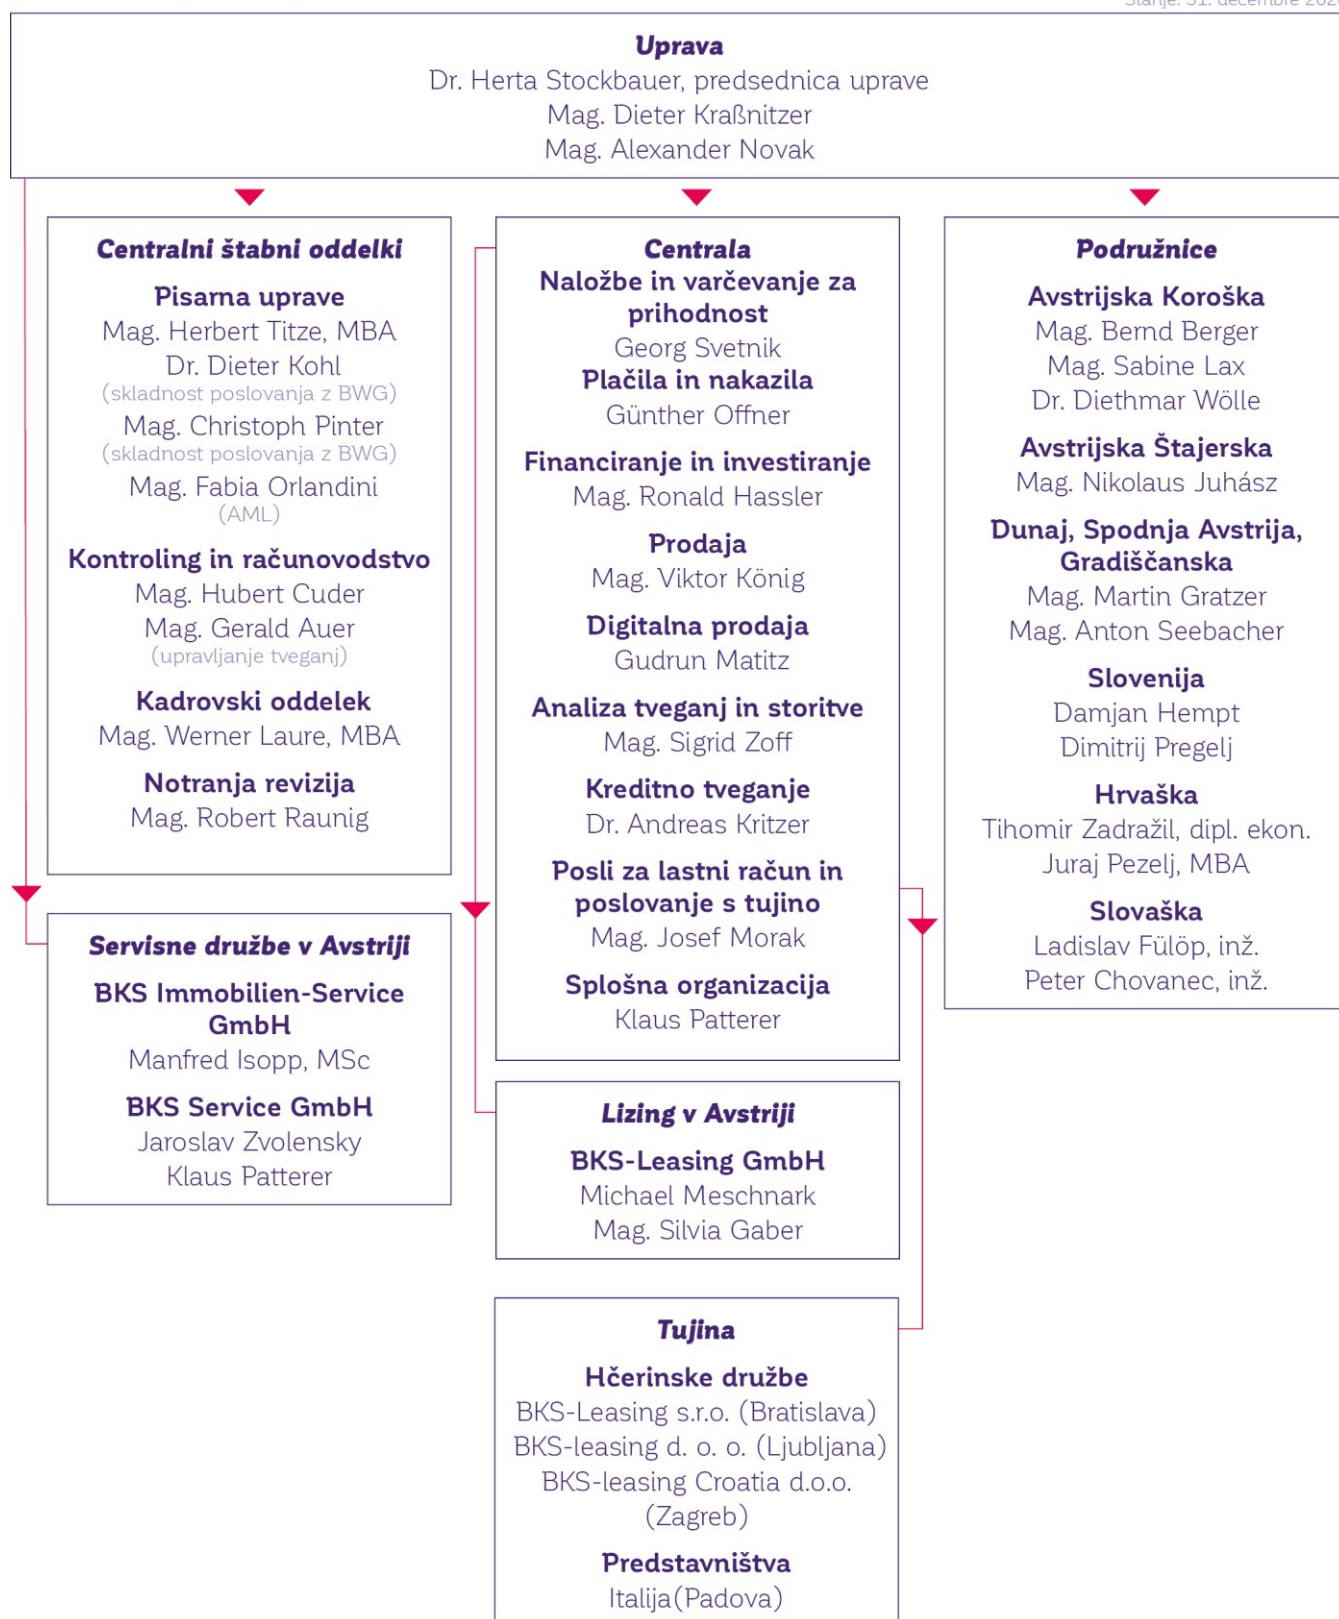 Stanje: 31. decembre 2020
Uprava
Dr. Herta Stockbauer, predsednica uprave
Mag. Dieter Kraßnitzer
Mag. Alexander Novak
Centralni štabni oddelki
Pisarna uprave
Mag. Herbert Titze, MBA
Dr. Dieter Kohl
(skladnost poslovanja z BWG)
Mag. Christoph Pinter
(skladnost poslovanja z BWG)
Mag. Fabia Orlandini
(AML)
Kontroling in računovodstvo
Mag. Hubert Cuder
Mag. Gerald Auer
(upravljanje tveganj)
Kadrovski oddelek
Mag. Werner Laure, MBA
Notranja revizija
Mag. Robert Raunig
Servisne družbe v Avstriji
BKS Immobilien-Service
GmbH
Manfred Isopp, MSc
BKS Service GmbH
Jaroslav Zvolensky
Klaus Patterer
Centrala
Naložbe in varčevanje za
prihodnost
Georg Svetnik
Plačila in nakazila
Günther Offner
Financiranje in investiranje
Mag. Ronald Hassler
Prodaja
Mag. Viktor König
Digitalna prodaja
Gudrun Matitz
Analiza tveganj in storitve
Mag. Sigrid Zoff
Kreditno tveganje
Dr. Andreas Kritzer
Posli za lastni račun in
poslovanje s tujino
Mag. Josef Morak
Splošna organizacija
Klaus Patterer
Lizing v Avstriji
BKS-Leasing GmbH
Michael Meschnark
Mag. Silvia Gaber
Tujina
Hčerinske družbe
BKS-Leasing s.r.o. (Bratislava)
BKS-leasing d. o. o. (Ljubljana)
BKS-leasing Croatia d.o.o.
(Zagreb)
Predstavništva
Italija(Padova)
Podružnice
Avstrijska Koroška
Mag. Bernd Berger
Mag. Sabine Lax
Dr. Diethmar Wölle
Avstrijska Štajerska
Mag. Nikolaus Juhász
Dunaj, Spodnja Avstrija,
Gradiščanska
Mag. Martin Gratzer
Mag. Anton Seebacher
Slovenija
Damjan Hempt
Dimitrij Pregelj
Hrvaška
Tihomir Zadražil, dipl. ekon.
Juraj Pezelj, MBA
Slovaška
Ladislav Fülöp, inž.
Peter Chovanec, inž.